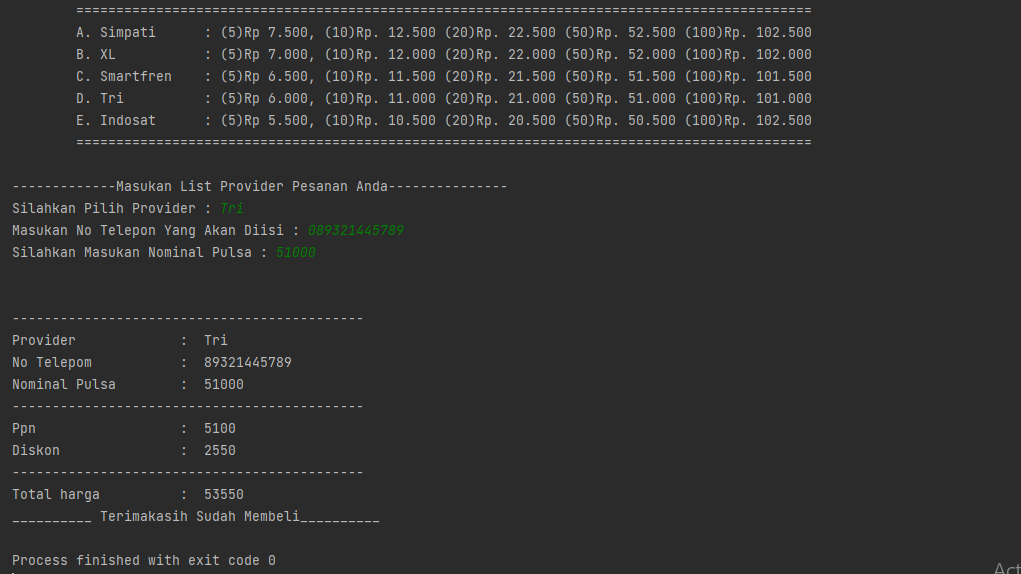 ============================================================================================
A. Simpati      : (5)Rp 7.500, (10)Rp. 12.500 (20)Rp. 22.500 (50)Rp. 52.500 (100)Rp. 102.500
B. XL           : (5)Rp 7.000, (10)Rp. 12.000 (20)Rp. 22.000 (50)Rp. 52.000 (100)Rp. 102.000
C. Smartfren    : (5)Rp 6.500, (10)Rp. 11.500 (20)Rp. 21.500 (50)Rp. 51.500 (100)Rp. 101.500
D. Tri          : (5)Rp 6.000, (10)Rp. 11.000 (20)Rp. 21.000 (50)Rp. 51.000 (100)Rp. 101.000
E. Indosat      : (5)Rp 5.500, (10)Rp. 10.500 (20)Rp. 20.500 (50)Rp. 50.500 (100)Rp. 102.500
============================================================================================
-------------Masukan List Provider Pesanan Anda---------------
Silahkan Pilih Provider : Tri
Masukan No Telepon Yang Akan Diisi : 089321445789
Silahkan Masukan Nominal Pulsa : 51000
--------------------------------------------
Provider             :  Tri
No Telepom           :  89321445789
Nominal Pulsa        :  51000
--------------------------------------------
Ppn                  :  5100
Diskon               :  2550
--------------------------------------------
Total harga          :  53550
__________ Terimakasih Sudah Membeli__________
Process finished with exit code 0
Act